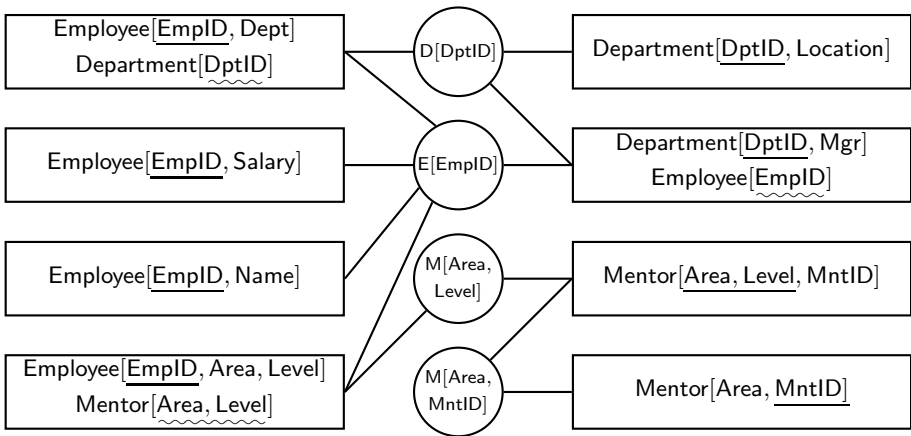 Employee[EmpID, Dept]
Department[DptID]
D[DptID]
Department[DptID, Location]
Employee[EmpID, Salary]
E[EmpID]
Department[DptID, Mgr]
Employee[EmpID]
Employee[EmpID, Name]
M[Area,
Level]
Mentor[Area, Level, MntID]
Employee[EmpID, Area, Level]
Mentor[Area, Level]
M[Area,
MntID]
Mentor[Area, MntID]